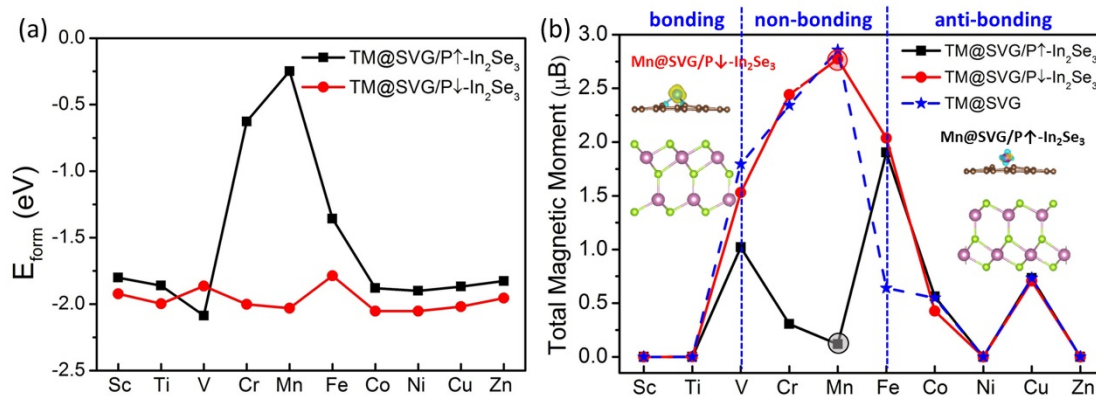 (a)
0.0
-0.5
-1.0
-1.5
-2.0
-2.5
E_form (eV)
TM@SVG/P↑-In₂Se₃
TM@SVG/P↓-In₂Se₃
Sc Ti V Cr Mn Fe Co Ni Cu Zn
(b)
bonding non-bonding anti-bonding
3.0
2.5
2.0
1.5
1.0
0.5
0.0
Total Magnetic Moment (μB)
Mn@SVG/P↓-In₂Se₃
TM@SVG/P↑-In₂Se₃
TM@SVG/P↓-In₂Se₃
TM@SVG
Mn@SVG/P↑-In₂Se₃
Sc Ti V Cr Mn Fe Co Ni Cu Zn